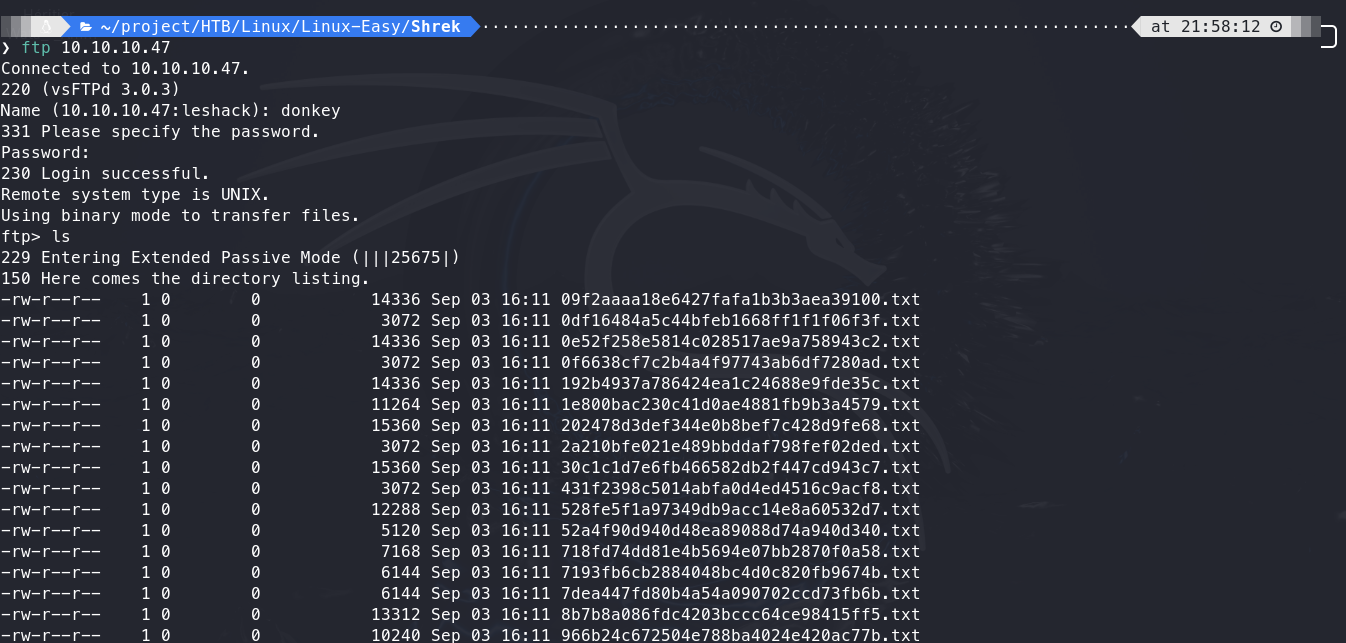 ~/project/HTB/Linux/Linux-Easy/Shrek at 21:58:12
❯ ftp 10.10.10.47
Connected to 10.10.10.47.
220 (vsFTPd 3.0.3)
Name (10.10.10.47:leshack): donkey
331 Please specify the password.
Password:
230 Login successful.
Remote system type is UNIX.
Using binary mode to transfer files.
ftp> ls
229 Entering Extended Passive Mode (|||25675|)
150 Here comes the directory listing.
-rw-r--r-- 1 0 0 14336 Sep 03 16:11 09f2aaaa18e6427fafa1b3b3aea39100.txt
-rw-r--r-- 1 0 0 3072 Sep 03 16:11 0df16484a5c44bfeb1668ff1f1f06f3f.txt
-rw-r--r-- 1 0 0 14336 Sep 03 16:11 0e52f258e5814c028517ae9a758943c2.txt
-rw-r--r-- 1 0 0 3072 Sep 03 16:11 0f6638cf7c2b4a4f97743ab6df7280ad.txt
-rw-r--r-- 1 0 0 14336 Sep 03 16:11 192b4937a786424ea1c24688e9fde35c.txt
-rw-r--r-- 1 0 0 11264 Sep 03 16:11 1e800bac230c41d0ae4881fb9b3a4579.txt
-rw-r--r-- 1 0 0 15360 Sep 03 16:11 202478d3def344e0b8bef7c428d9fe68.txt
-rw-r--r-- 1 0 0 3072 Sep 03 16:11 2a210bfe021e489bbddaf798fef02ded.txt
-rw-r--r-- 1 0 0 15360 Sep 03 16:11 30c1c1d7e6fb466582db2f447cd943c7.txt
-rw-r--r-- 1 0 0 3072 Sep 03 16:11 431f2398c5014abfa0d4ed4516c9acf8.txt
-rw-r--r-- 1 0 0 12288 Sep 03 16:11 528fe5f1a97349db9acc14e8a60532d7.txt
-rw-r--r-- 1 0 0 5120 Sep 03 16:11 52a4f90d940d48ea89088d74a940d340.txt
-rw-r--r-- 1 0 0 7168 Sep 03 16:11 718fd74dd81e4b5694e07bb2870f0a58.txt
-rw-r--r-- 1 0 0 6144 Sep 03 16:11 7193fb6cb2884048bc4d0c820fb9674b.txt
-rw-r--r-- 1 0 0 6144 Sep 03 16:11 7dea447fd80b4a54a090702ccd73fb6b.txt
-rw-r--r-- 1 0 0 13312 Sep 03 16:11 8b7b8a086fdc4203bccc64ce98415ff5.txt
-rw-r--r-- 1 0 0 10240 Sep 03 16:11 966b24c672504e788ba4024e420ac77b.txt